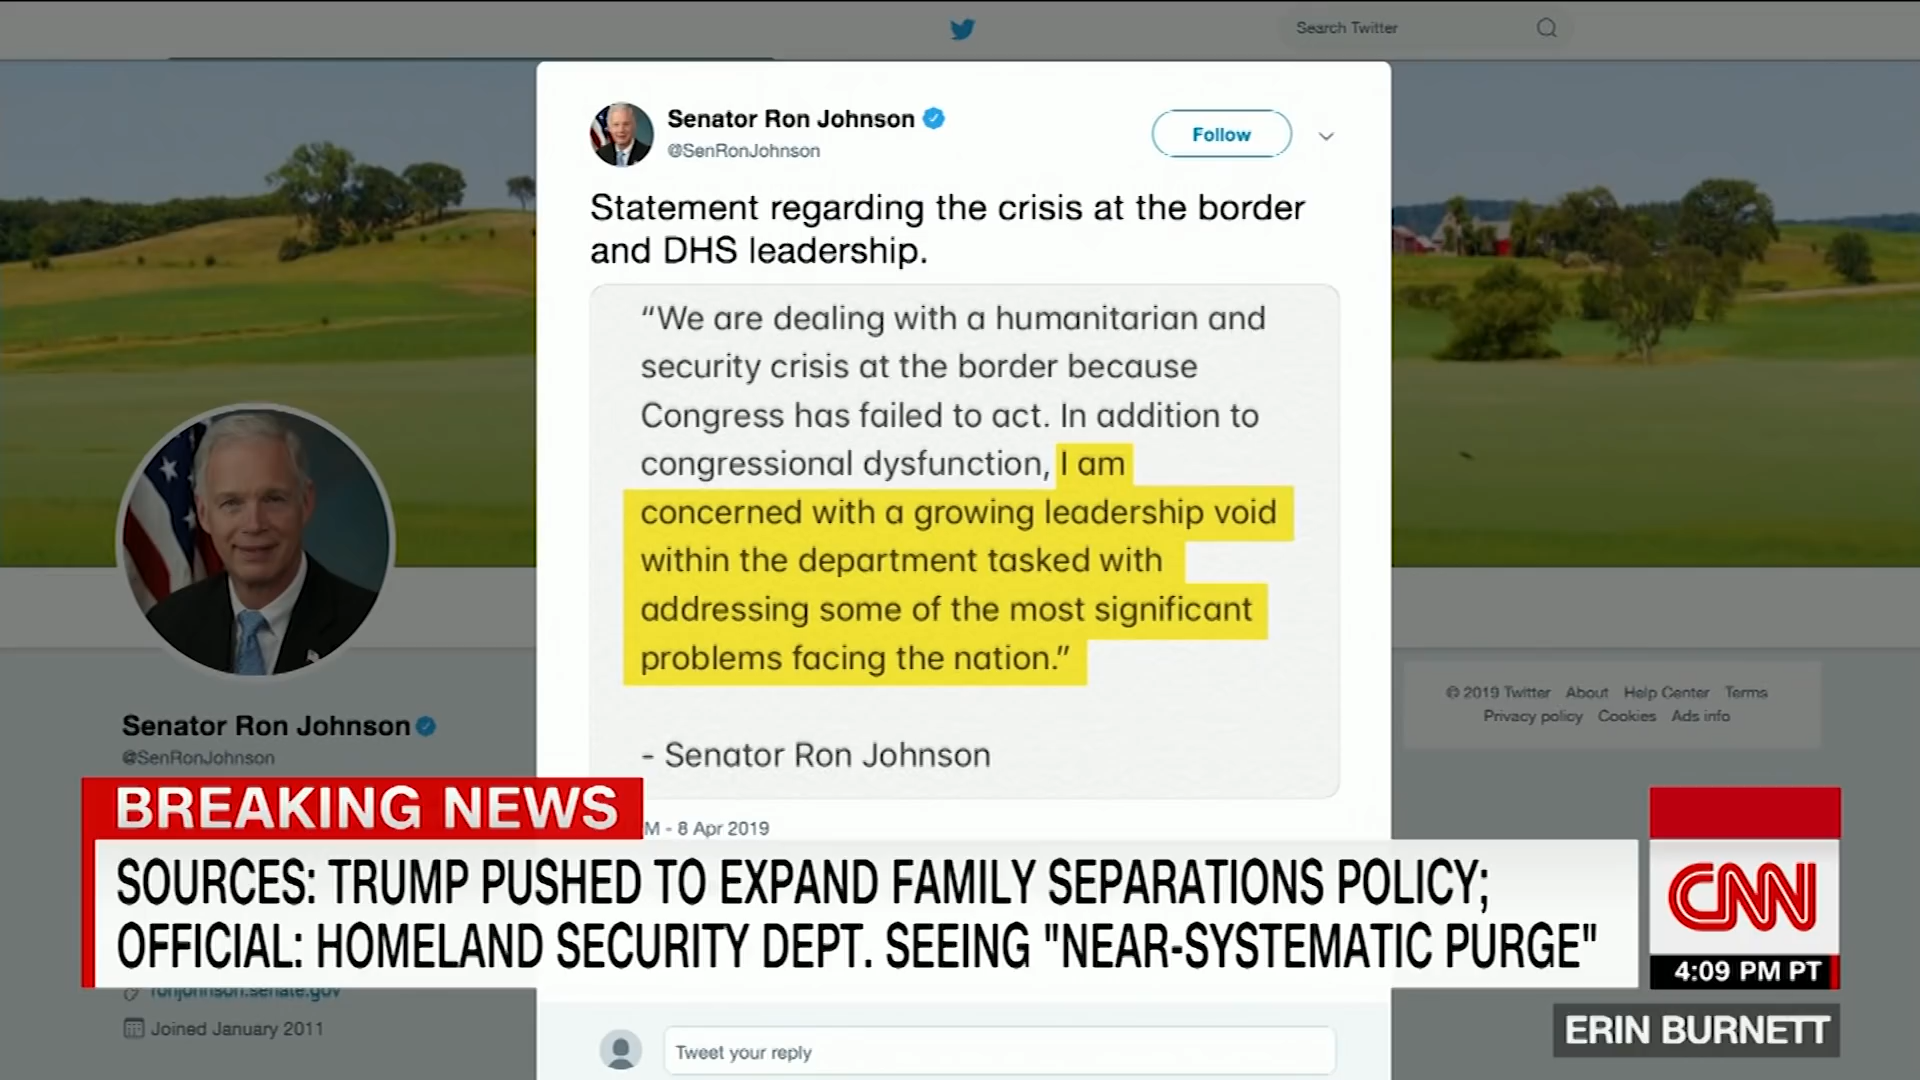 Search Twitter
Senator Ron Johnson
@SenRonJohnson
Follow
Statement regarding the crisis at the border
and DHS leadership.
“We are dealing with a humanitarian and
security crisis at the border because
Congress has failed to act. In addition to
congressional dysfunction, I am
concerned with a growing leadership void
within the department tasked with
addressing some of the most significant
problems facing the nation.”
- Senator Ron Johnson
M - 8 Apr 2019
Senator Ron Johnson
@SenRonJohnson
© 2019 Twitter About Help Center Terms
Privacy policy Cookies Ads info
BREAKING NEWS
SOURCES: TRUMP PUSHED TO EXPAND FAMILY SEPARATIONS POLICY;
OFFICIAL: HOMELAND SECURITY DEPT. SEEING "NEAR-SYSTEMATIC PURGE"
CNN
4:09 PM PT
ERIN BURNETT
ronjohnson.senate.gov
Joined January 2011
Tweet your reply